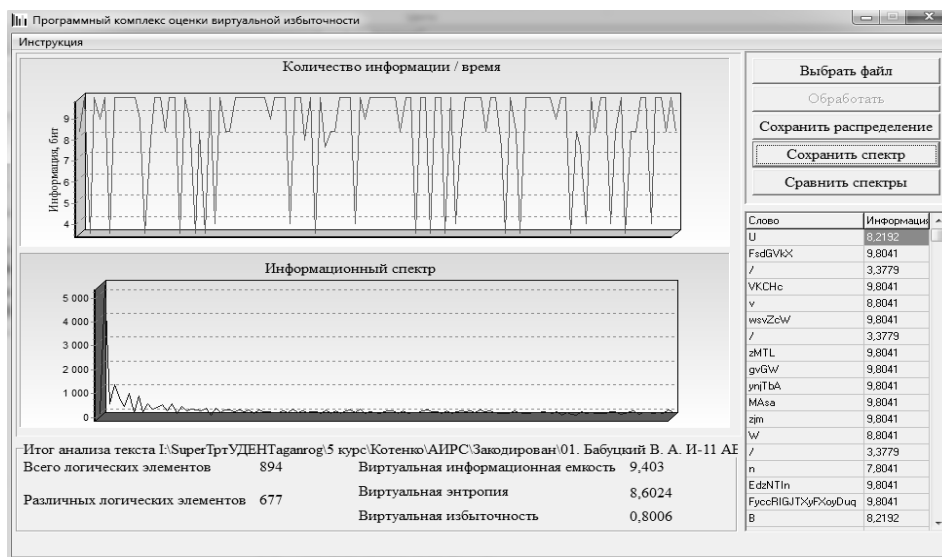 Программный комплекс оценки виртуальной избыточности
Инструкция
Количество информации / время
Информация, бит
9
8
7
6
5
4
Информационный спектр
5 000
4 000
3 000
2 000
1 000
0
Итог анализа текста I:\SuperТртУДЕНТaganrog\5 курс\Котенко\АИРС\Закодирован\01. Бабуцкий В. А. И-11 АЕ
Всего логических элементов 894
Различных логических элементов 677
Виртуальная информационная емкость 9,403
Виртуальная энтропия 8,6024
Виртуальная избыточность 0,8006
Выбрать файл
Обработать
Сохранить распределение
Сохранить спектр
Сравнить спектры
Слово Информация
U 8,2192
FsdGVkX 9,8041
/ 3,3779
VKCHc 9,8041
v 8,8041
wsvZcW 9,8041
/ 3,3779
zMTL 9,8041
gvGW 9,8041
ynjTbA 9,8041
MAsa 9,8041
zjm 9,8041
W 8,8041
/ 3,3779
n 7,8041
EdzNTIn 9,8041
FyccRIGJTXyFXoyDuq 9,8041
B 8,2192